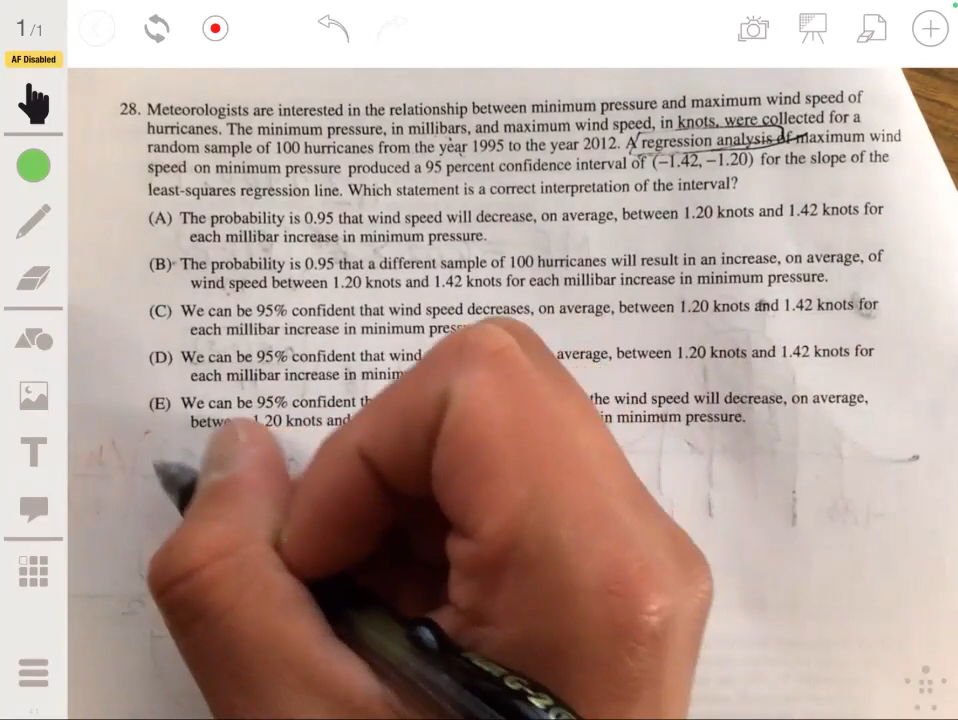 1/1
AF Disabled
28. Meteorologists are interested in the relationship between minimum pressure and maximum wind speed of
hurricanes. The minimum pressure, in millibars, and maximum wind speed, in knots, were collected for a
random sample of 100 hurricanes from the year 1995 to the year 2012. A regression analysis of maximum wind
speed on minimum pressure produced a 95 percent confidence interval of (−1.42, −1.20) for the slope of the
least-squares regression line. Which statement is a correct interpretation of the interval?
(A) The probability is 0.95 that wind speed will decrease, on average, between 1.20 knots and 1.42 knots for
each millibar increase in minimum pressure.
(B) The probability is 0.95 that a different sample of 100 hurricanes will result in an increase, on average, of
wind speed between 1.20 knots and 1.42 knots for each millibar increase in minimum pressure.
(C) We can be 95% confident that wind speed decreases, on average, between 1.20 knots and 1.42 knots for
each millibar increase in minimum
(D) We can be 95% confident that wind average, between 1.20 knots and 1.42 knots for
each millibar increase in
(E) We can be 95% confident the wind speed will decrease, on average,
1.20 knots and in minimum pressure.
T